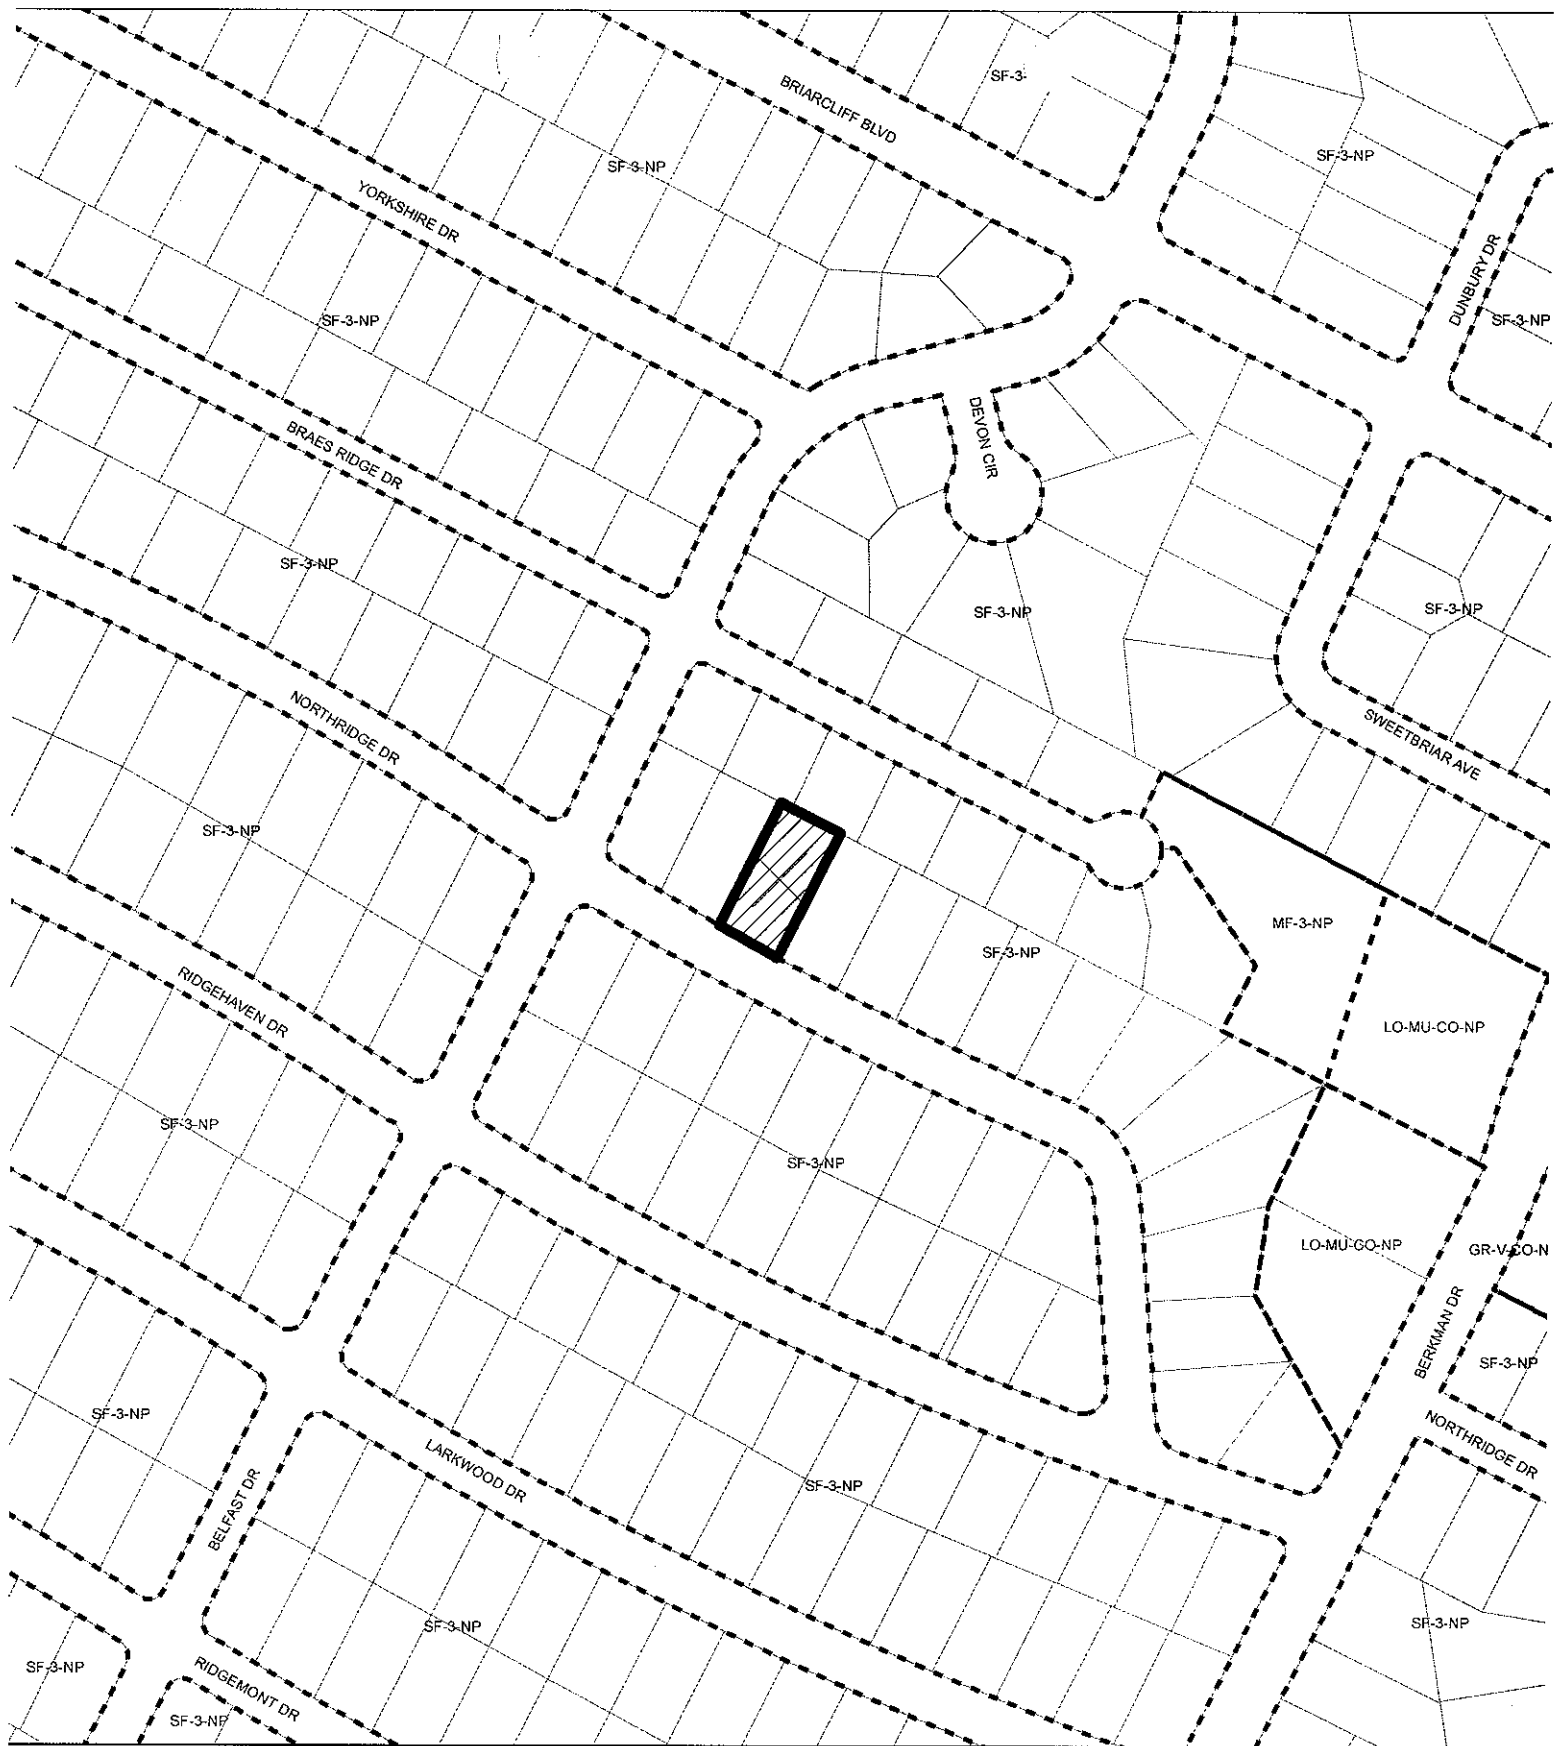 SF-3-
BRIARCLIFF BLVD
SF-3-NP
SF-3-NP
YORKSHIRE DR
DUNBURY DR
SF-3-NP
SF-3-NP
BRAES RIDGE DR
DEVON CIR
SF-3-NP
SF-3-NP
SF-3-NP
NORTHRIDGE DR
SWEETBRIAR AVE
SF-3-NP
MF-3-NP
SF-3-NP
RIDGEHAVEN DR
LO-MU-CO-NP
SF-3-NP
SF-3-NP
LO-MU-CO-NP
GR-V-CO-N
BERKMAN DR
SF-3-NP
SF-3-NP
LARKWOOD DR
NORTHRIDGE DR
SF-3-NP
BELFAST DR
SF-3-NP
SF-3-NP
SF-3-NP
RIDGEMONT DR
SF-3-NP